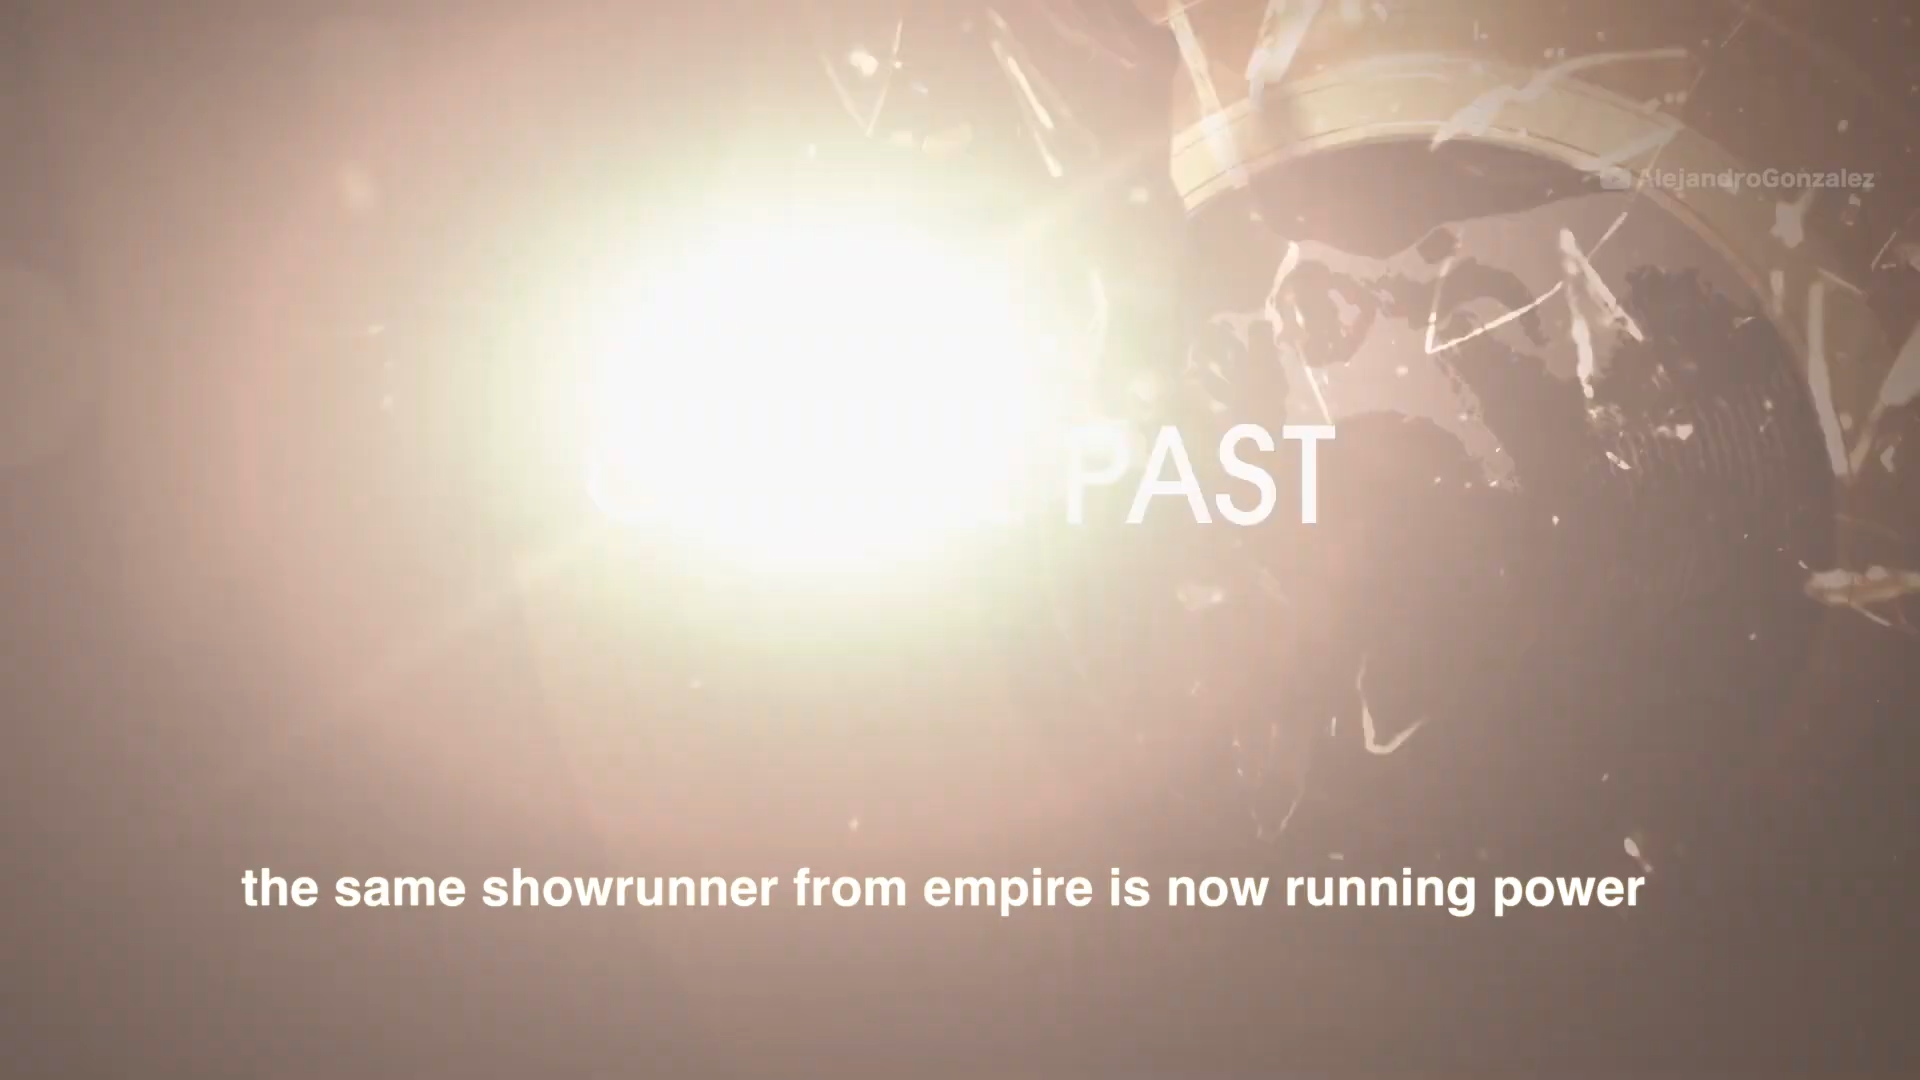 AlejandroGonzalez
PAST
the same showrunner from empire is now running power